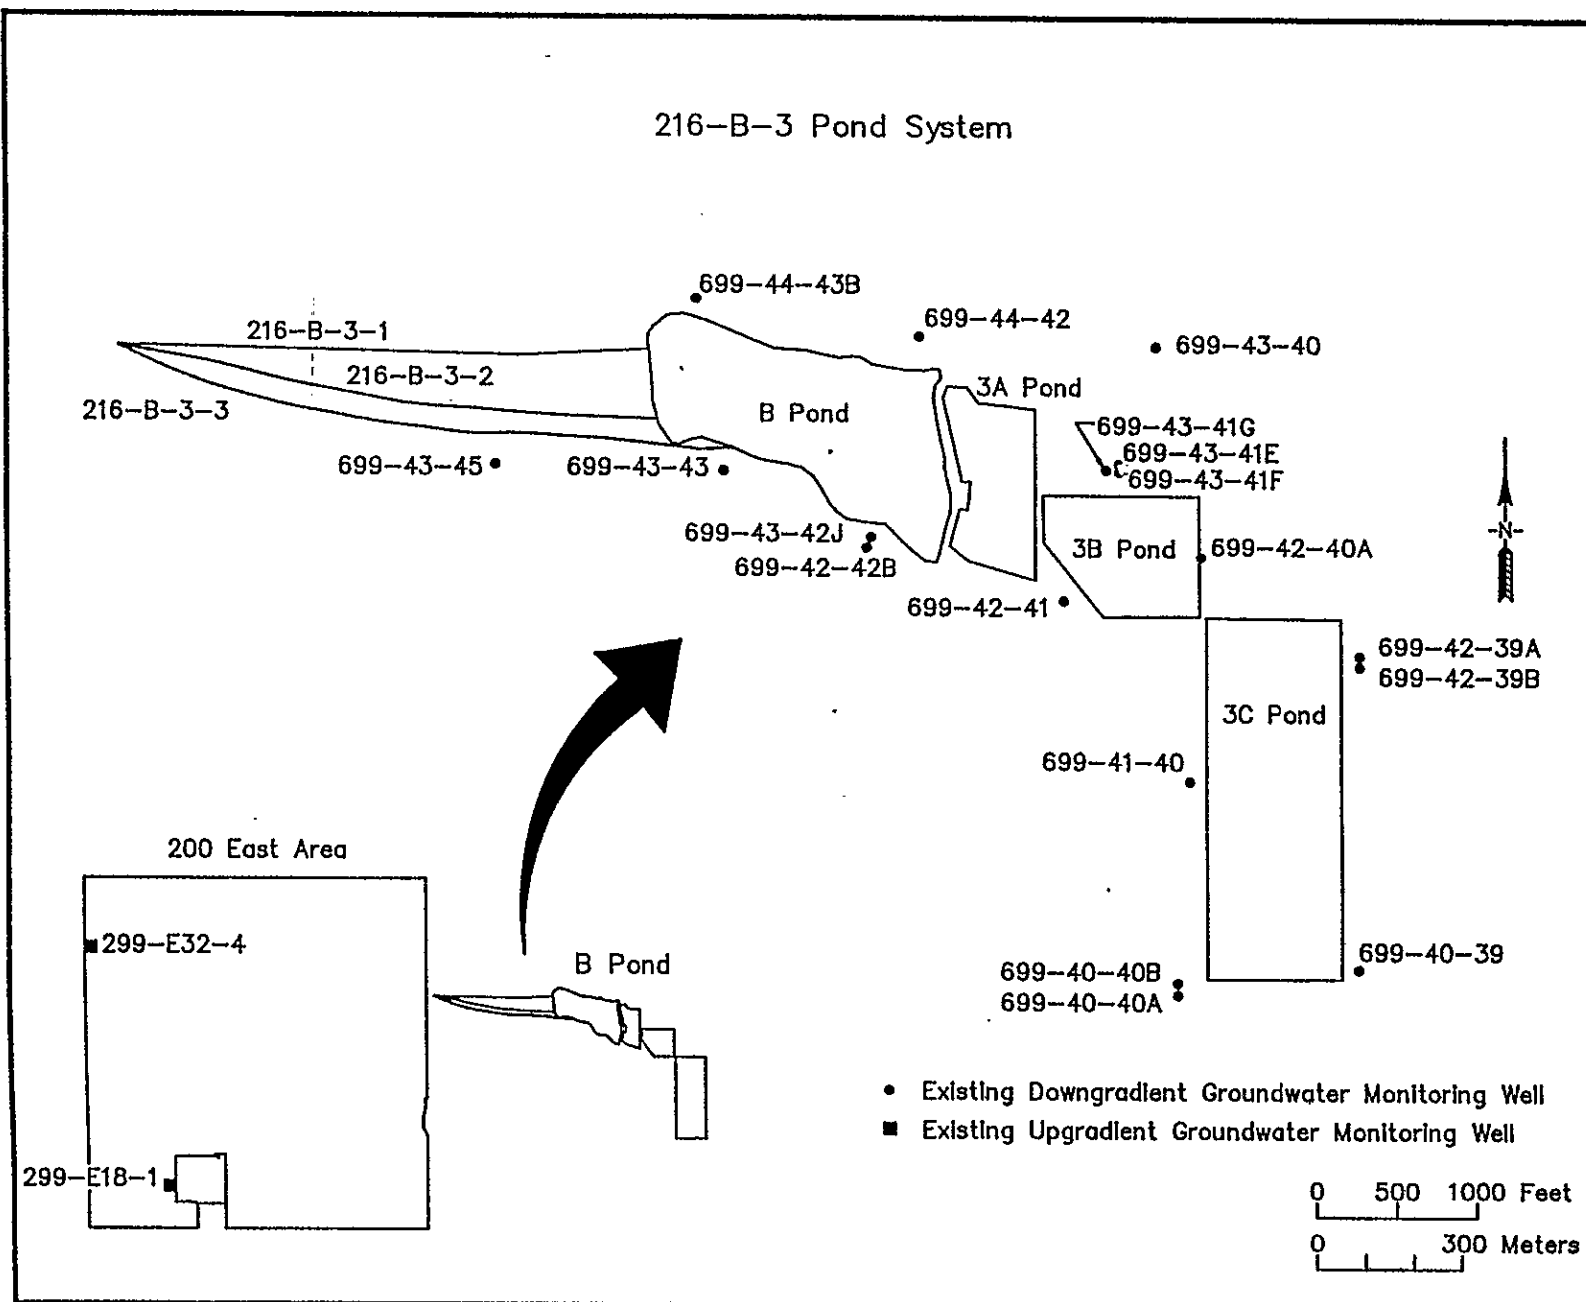 216-B-3 Pond System
699-44-43B
699-44-42
699-43-40
216-B-3-1
216-B-3-2
216-B-3-3
3A Pond
B Pond
699-43-41G
699-43-41E
699-43-41F
699-43-45
699-43-43
699-43-42J
699-42-42B
3B Pond
699-42-40A
-N-
699-42-41
699-42-39A
699-42-39B
3C Pond
699-41-40
200 East Area
299-E32-4
B Pond
699-40-39
699-40-40B
699-40-40A
Existing Downgradient Groundwater Monitoring Well
Existing Upgradient Groundwater Monitoring Well
299-E18-1
0 500 1000 Feet
0 300 Meters